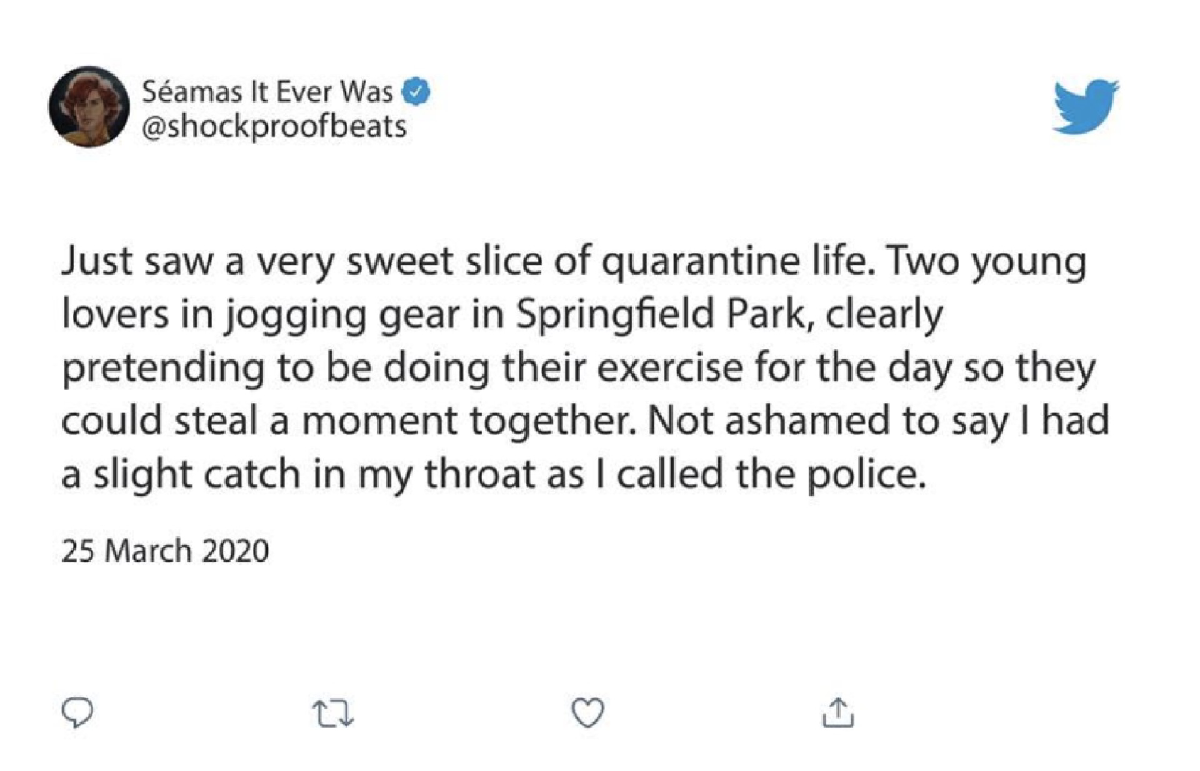 Séamas It Ever Was
@shockproofbeats
Just saw a very sweet slice of quarantine life. Two young
lovers in jogging gear in Springfield Park, clearly
pretending to be doing their exercise for the day so they
could steal a moment together. Not ashamed to say I had
a slight catch in my throat as I called the police.
25 March 2020